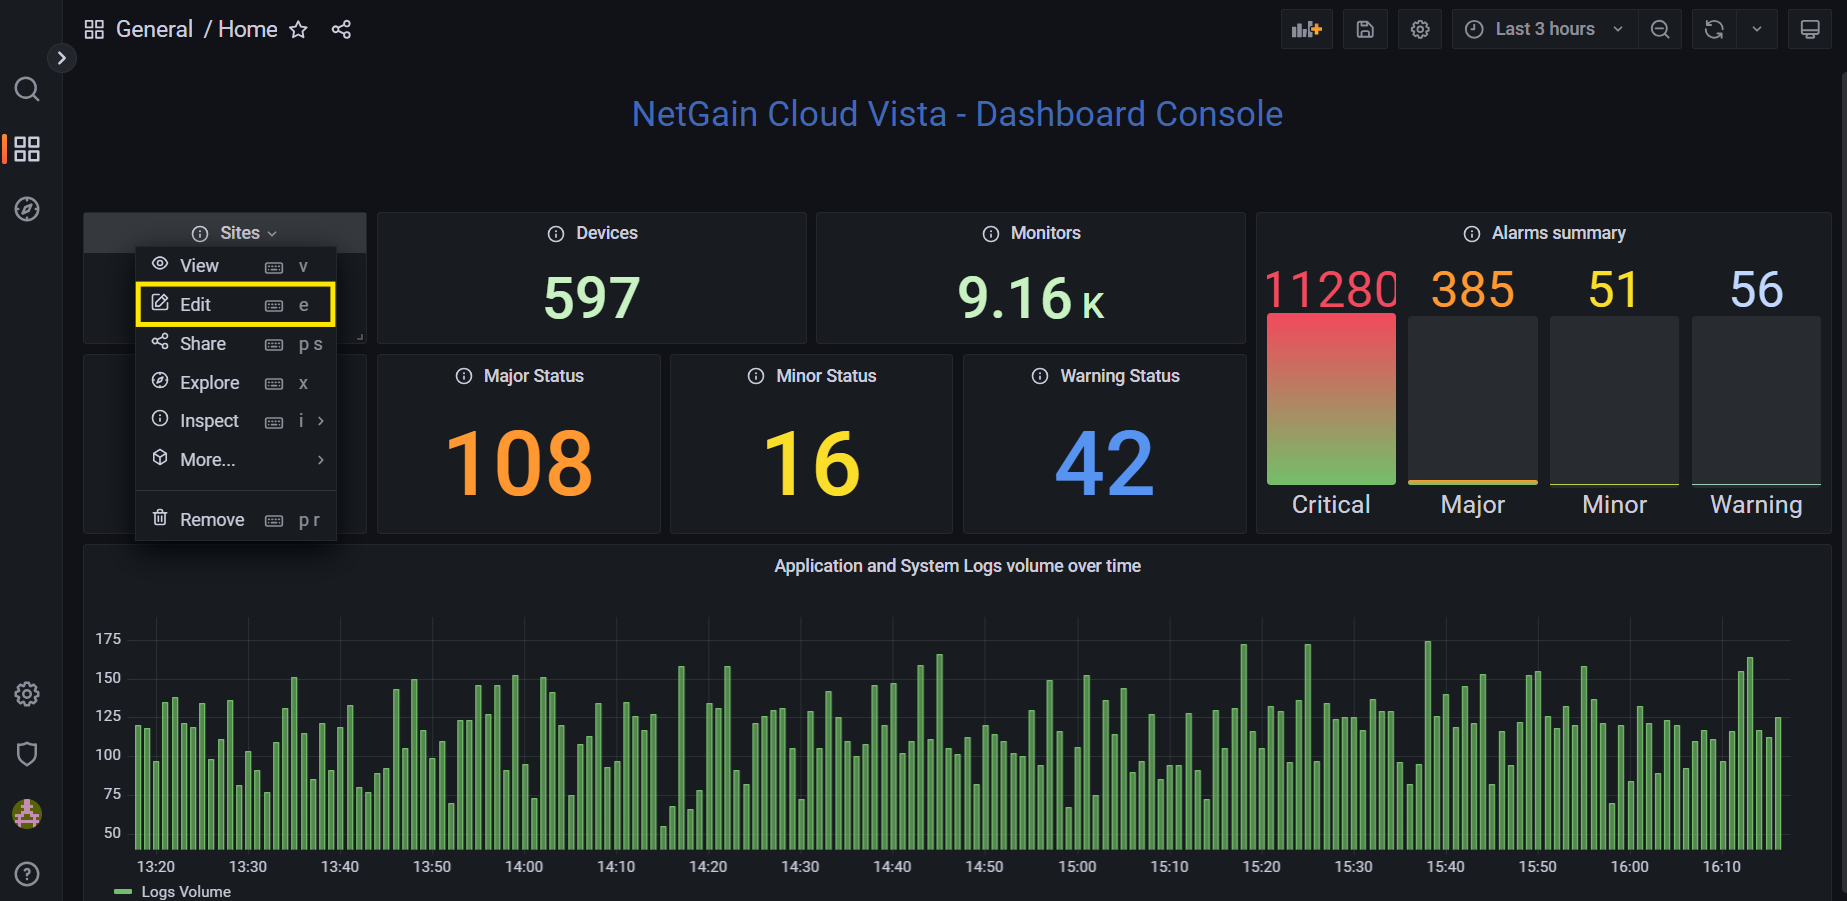 General / Home
Last 3 hours
NetGain Cloud Vista - Dashboard Console
Sites
View v
Edit e
Share p s
Explore x
Inspect i
More...
Remove p r
Devices
597
Monitors
9.16 K
Alarms summary
11280 385 51 56
Critical Major Minor Warning
Major Status
108
Minor Status
16
Warning Status
42
Application and System Logs volume over time
175
150
125
100
75
50
13:20 13:30 13:40 13:50 14:00 14:10 14:20 14:30 14:40 14:50 15:00 15:10 15:20 15:30 15:40 15:50 16:00 16:10
Logs Volume